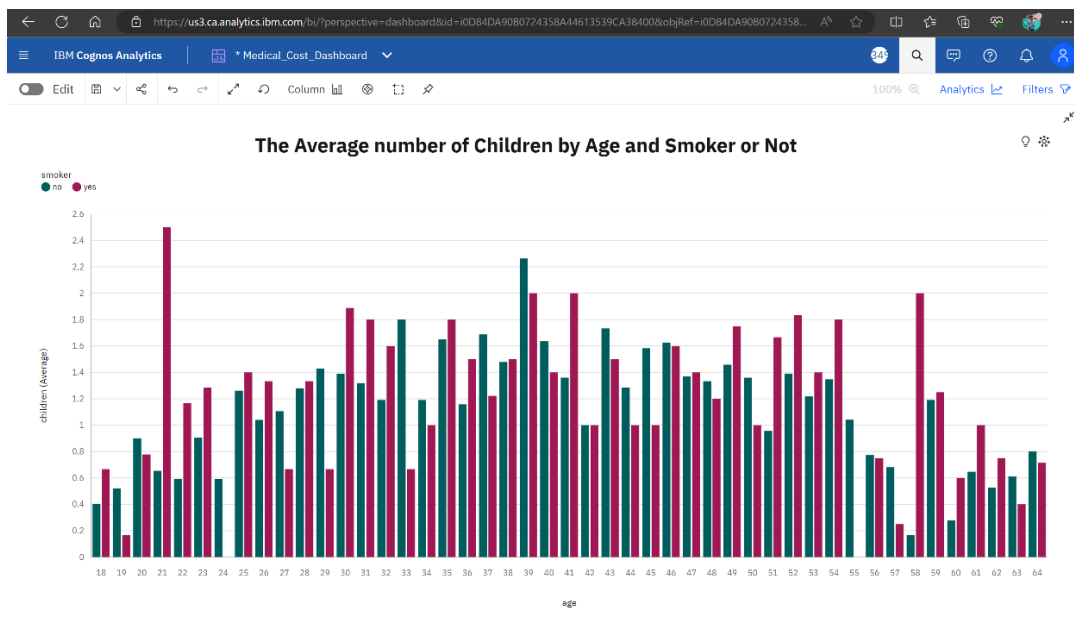 https://us3.ca.analytics.ibm.com/bi/?perspective=dashboard&id=i0D84DA90B0724358A44613539CA38400&objRef=i0D84DA90B0724358...
IBM Cognos Analytics
* Medical_Cost_Dashboard
Edit
Column
100%
Analytics
Filters
The Average number of Children by Age and Smoker or Not
smoker
no yes
2.6
2.4
2.2
2
1.8
1.6
1.4
1.2
1
0.8
0.6
0.4
0.2
0
children (Average)
18 19 20 21 22 23 24 25 26 27 28 29 30 31 32 33 34 35 36 37 38 39 40 41 42 43 44 45 46 47 48 49 50 51 52 53 54 55 56 57 58 59 60 61 62 63 64
age